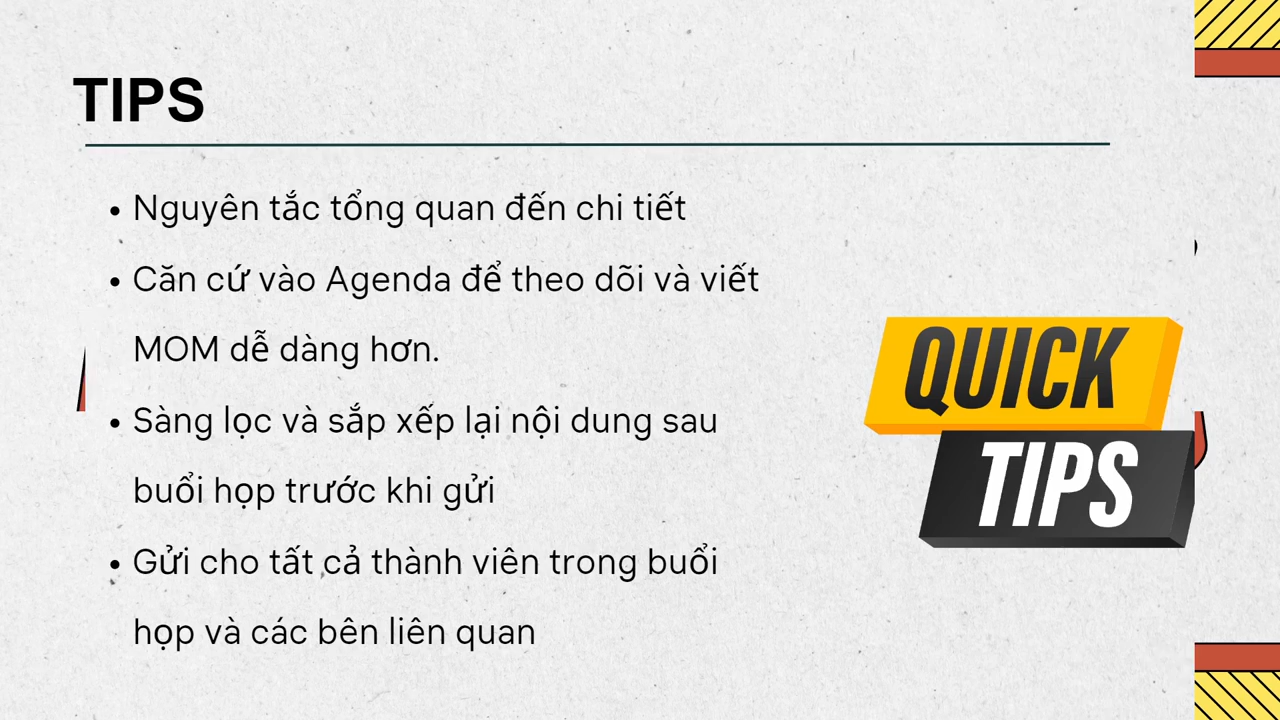 TIPS
• Nguyên tắc tổng quan đến chi tiết
• Căn cứ vào Agenda để theo dõi và viết
MOM dễ dàng hơn.
• Sàng lọc và sắp xếp lại nội dung sau
buổi họp trước khi gửi
• Gửi cho tất cả thành viên trong buổi
họp và các bên liên quan
QUICK
TIPS